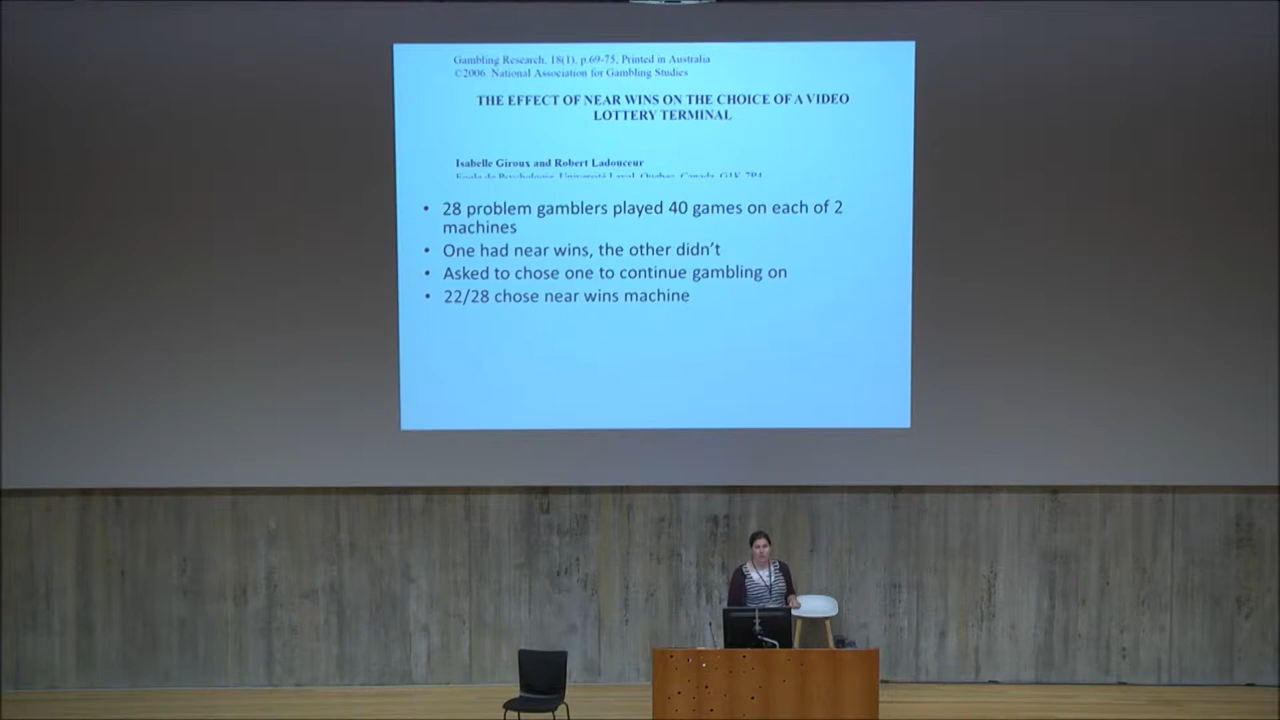 Gambling Research, 18(1), p.69-75, Printed in Australia
©2006. National Association for Gambling Studies
THE EFFECT OF NEAR WINS ON THE CHOICE OF A VIDEO
LOTTERY TERMINAL
Isabelle Giroux and Robert Ladouceur
• 28 problem gamblers played 40 games on each of 2
machines
• One had near wins, the other didn't
• Asked to chose one to continue gambling on
• 22/28 chose near wins machine